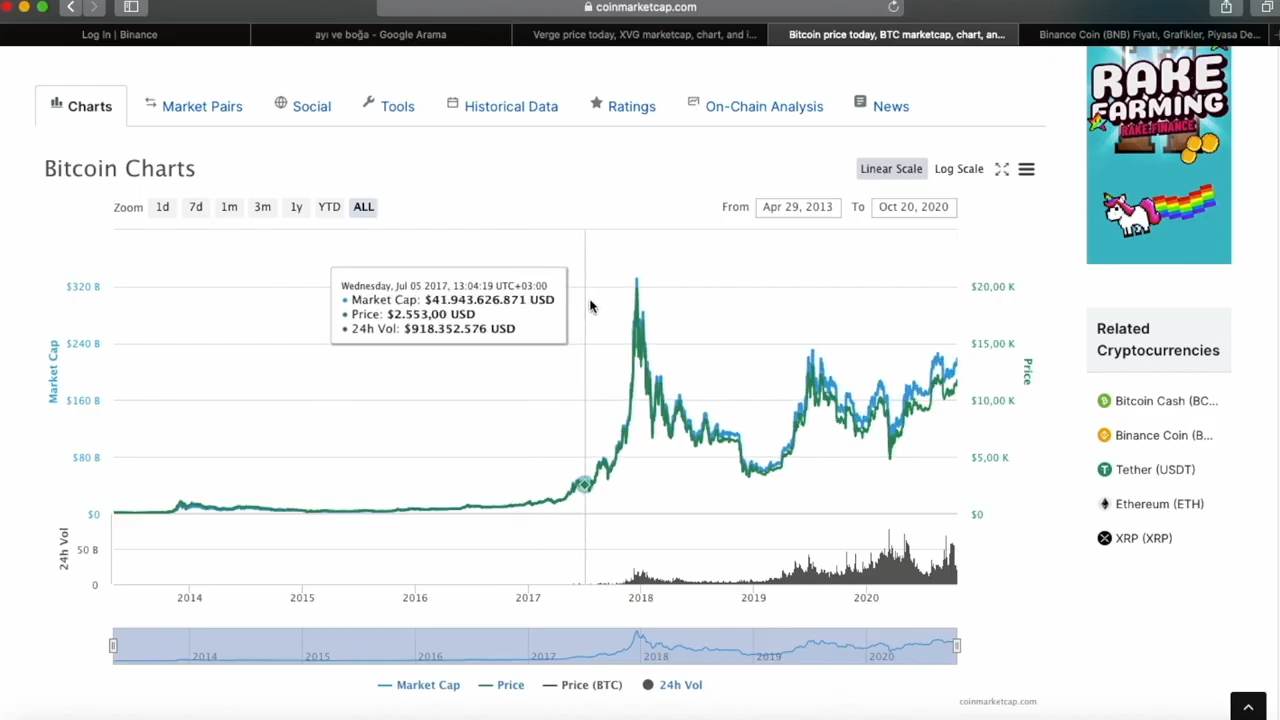 coinmarketcap.com
Log In | Binance
ayı ve boğa - Google Arama
Verge price today, XVG marketcap, chart, and i...
Bitcoin price today, BTC marketcap, chart, an...
Binance Coin (BNB) Fiyatı, Grafikler, Piyasa De...
RAKE
FARMING
RAKE.FINANCE
Charts
Market Pairs
Social
Tools
Historical Data
Ratings
On-Chain Analysis
News
Bitcoin Charts
Linear Scale
Log Scale
Zoom
1d
7d
1m
3m
1y
YTD
ALL
From
Apr 29, 2013
To
Oct 20, 2020
Wednesday, Jul 05 2017, 13:04:19 UTC+03:00
• Market Cap: $41.943.626.871 USD
• Price: $2.553,00 USD
• 24h Vol: $918.352.576 USD
$320 B
$240 B
$160 B
$80 B
$0
Market Cap
$20,00 K
$15,00 K
$10,00 K
$5,00 K
$0
Price
24h Vol
50 B
0
2014
2015
2016
2017
2018
2019
2020
2014
2015
2016
2017
2018
2019
2020
Market Cap
Price
Price (BTC)
24h Vol
coinmarketcap.com
Related
Cryptocurrencies
Bitcoin Cash (BC...
Binance Coin (B...
Tether (USDT)
Ethereum (ETH)
XRP (XRP)